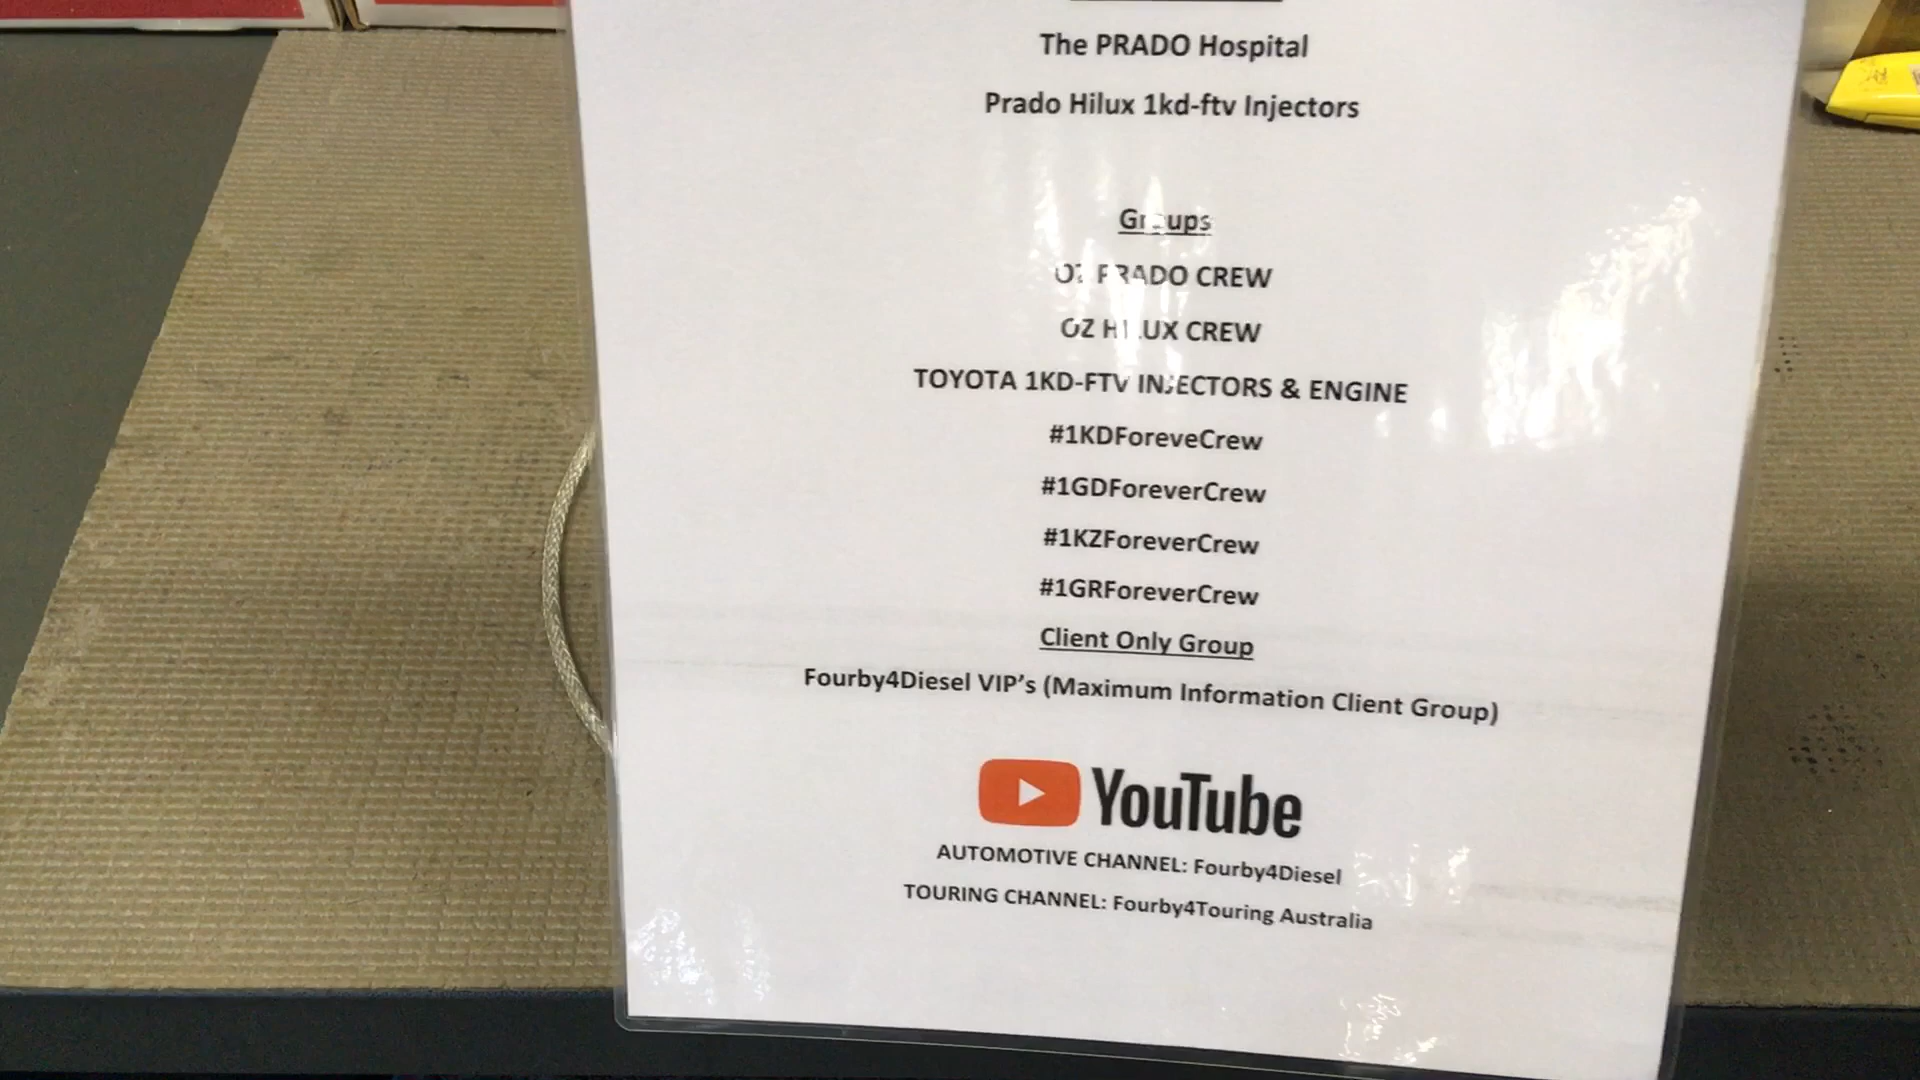 The PRADO Hospital
Prado Hilux 1kd-ftv Injectors
Groups
OZ PRADO CREW
OZ HILUX CREW
TOYOTA 1KD-FTV INJECTORS & ENGINE
#1KDForeveCrew
#1GDForeverCrew
#1KZForeverCrew
#1GRForeverCrew
Client Only Group
Fourby4Diesel VIP's (Maximum Information Client Group)
YouTube
AUTOMOTIVE CHANNEL: Fourby4Diesel
TOURING CHANNEL: Fourby4Touring Australia